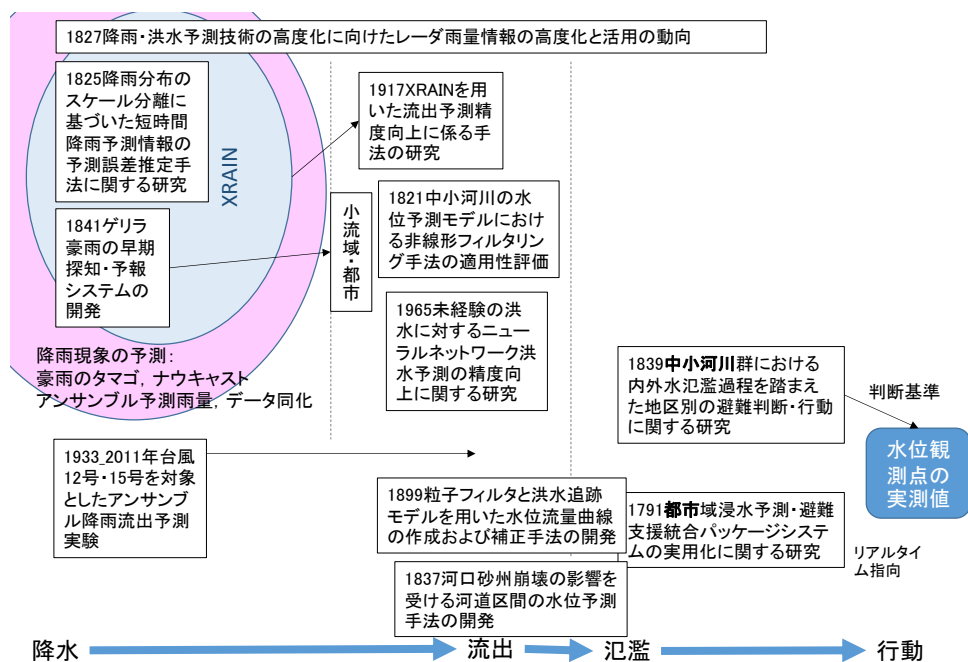 1827降雨・洪水予測技術の高度化に向けたレーダ雨量情報の高度化と活用の動向
1825降雨分布の
スケール分離に
基づいた短時間
降雨予測情報の
予測誤差推定手
法に関する研究
XRAIN
1917XRAINを用
いた流出予測精
度向上に係る手
法の研究
1841ゲリラ
豪雨の早期
探知・予報
システムの
開発
小流域・都市
1821中小河川の水
位予測モデルにおけ
る非線形フィルタリン
グ手法の適用性評価
1965未経験の洪
水に対するニュー
ラルネットワーク洪
水予測の精度向
上に関する研究
降雨現象の予測:
豪雨のタマゴ, ナウキャスト
アンサンブル予測雨量, データ同化
1839中小河川群における
内外水氾濫過程を踏まえ
た地区別の避難判断・行動
に関する研究
判断基準
水位観
測点の
実測値
1933_2011年台風
12号・15号を対象
としたアンサンブ
ル降雨流出予測
実験
1899粒子フィルタと洪水追跡
モデルを用いた水位流量曲線
の作成および補正手法の開発
1791都市域浸水予測・避難
支援統合パッケージシステ
ムの実用化に関する研究
リアルタイ
ム指向
1837河口砂州崩壊の影響を
受ける河道区間の水位予測
手法の開発
降水
流出
氾濫
行動